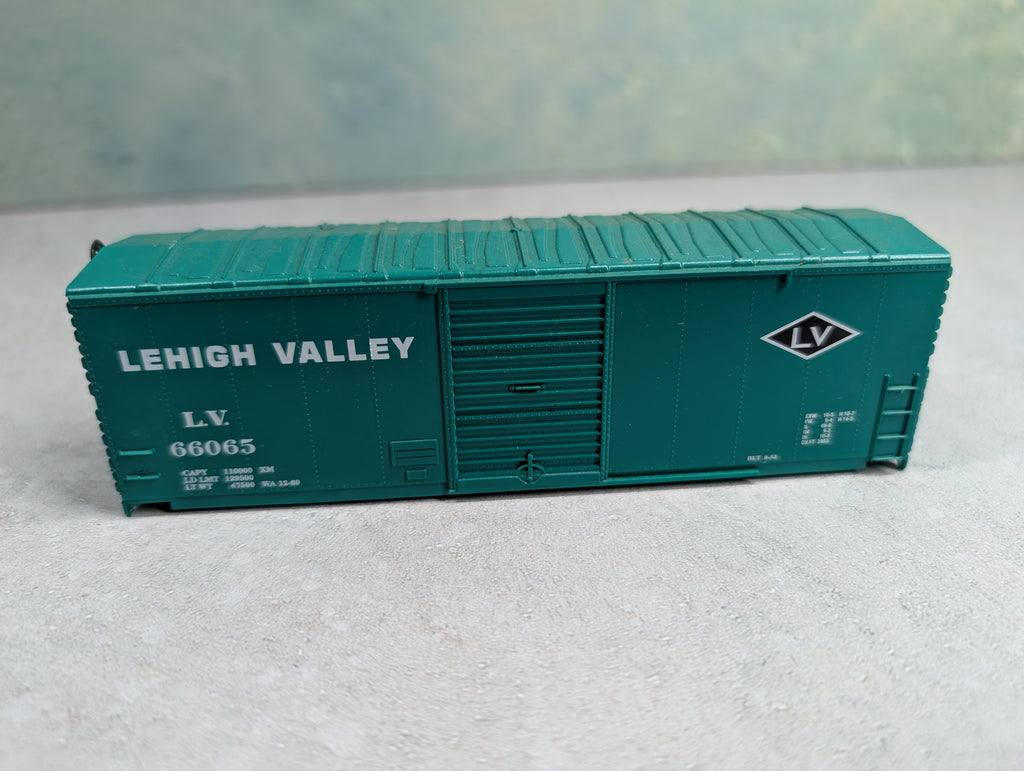 LEHIGH VALLEY
L.V.
66065
CAPY 110000 XM
LD LMT 128500
LT WT 47500 WA 12-60
LV
BLT 6-52